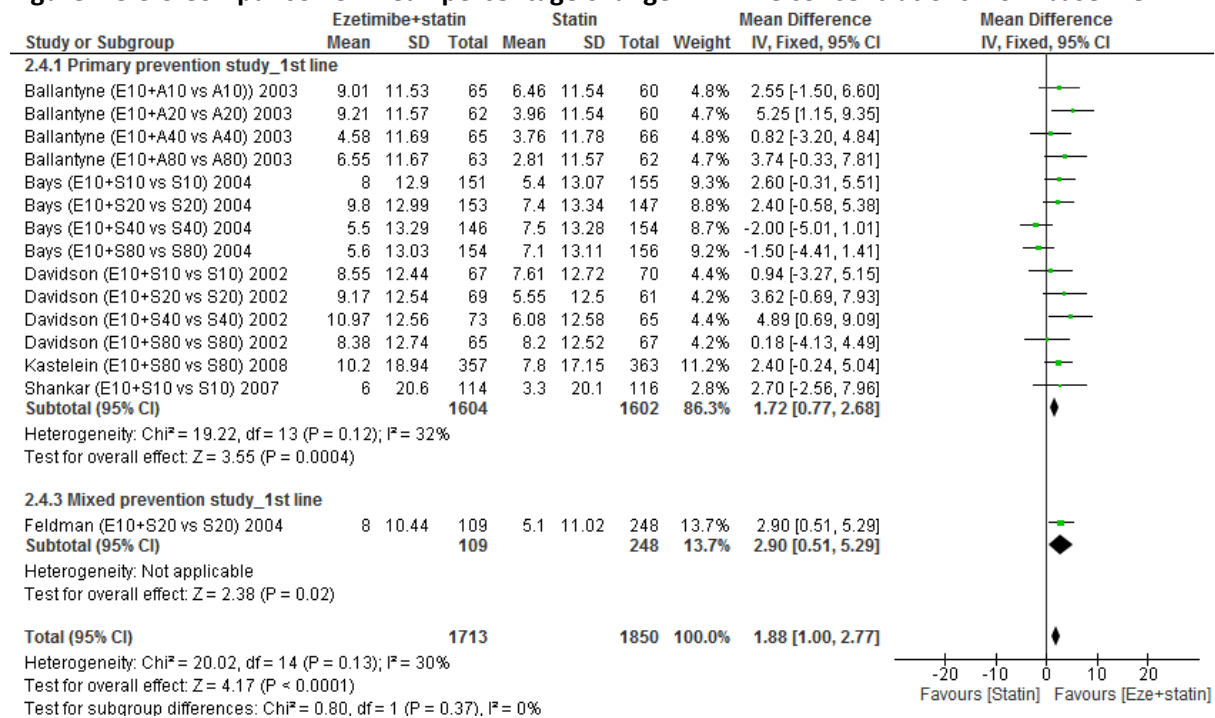 Ezetimibe+statin Statin Mean Difference Mean Difference
Study or Subgroup Mean SD Total Mean SD Total Weight IV, Fixed, 95% CI IV, Fixed, 95% CI
2.4.1 Primary prevention study_1st line
Ballantyne (E10+A10 vs A10)) 2003 9.01 11.53 65 6.46 11.54 60 4.8% 2.55 [-1.50, 6.60]
Ballantyne (E10+A20 vs A20) 2003 9.21 11.57 62 3.96 11.54 60 4.7% 5.25 [1.15, 9.35]
Ballantyne (E10+A40 vs A40) 2003 4.58 11.69 65 3.76 11.78 66 4.8% 0.82 [-3.20, 4.84]
Ballantyne (E10+A80 vs A80) 2003 6.55 11.67 63 2.81 11.57 62 4.7% 3.74 [-0.33, 7.81]
Bays (E10+S10 vs S10) 2004 8 12.9 151 5.4 13.07 155 9.3% 2.60 [-0.31, 5.51]
Bays (E10+S20 vs S20) 2004 9.8 12.99 153 7.4 13.34 147 8.8% 2.40 [-0.58, 5.38]
Bays (E10+S40 vs S40) 2004 5.5 13.29 146 7.5 13.28 154 8.7% -2.00 [-5.01, 1.01]
Bays (E10+S80 vs S80) 2004 5.6 13.03 154 7.1 13.11 156 9.2% -1.50 [-4.41, 1.41]
Davidson (E10+S10 vs S10) 2002 8.55 12.44 67 7.61 12.72 70 4.4% 0.94 [-3.27, 5.15]
Davidson (E10+S20 vs S20) 2002 9.17 12.54 69 5.55 12.5 61 4.2% 3.62 [-0.69, 7.93]
Davidson (E10+S40 vs S40) 2002 10.97 12.56 73 6.08 12.58 65 4.4% 4.89 [0.69, 9.09]
Davidson (E10+S80 vs S80) 2002 8.38 12.74 65 8.2 12.52 67 4.2% 0.18 [-4.13, 4.49]
Kastelein (E10+S80 vs S80) 2008 10.2 18.94 357 7.8 17.15 363 11.2% 2.40 [-0.24, 5.04]
Shankar (E10+S10 vs S10) 2007 6 20.6 114 3.3 20.1 116 2.8% 2.70 [-2.56, 7.96]
Subtotal (95% CI) 1604 1602 86.3% 1.72 [0.77, 2.68]
Heterogeneity: Chi² = 19.22, df = 13 (P = 0.12); I² = 32%
Test for overall effect: Z = 3.55 (P = 0.0004)
2.4.3 Mixed prevention study_1st line
Feldman (E10+S20 vs S20) 2004 8 10.44 109 5.1 11.02 248 13.7% 2.90 [0.51, 5.29]
Subtotal (95% CI) 109 248 13.7% 2.90 [0.51, 5.29]
Heterogeneity: Not applicable
Test for overall effect: Z = 2.38 (P = 0.02)
Total (95% CI) 1713 1850 100.0% 1.88 [1.00, 2.77]
Heterogeneity: Chi² = 20.02, df = 14 (P = 0.13); I² = 30%
Test for overall effect: Z = 4.17 (P < 0.0001)
Test for subgroup differences: Chi² = 0.80, df = 1 (P = 0.37), I² = 0%
-20 -10 0 10 20
Favours [Statin] Favours [Eze+statin]